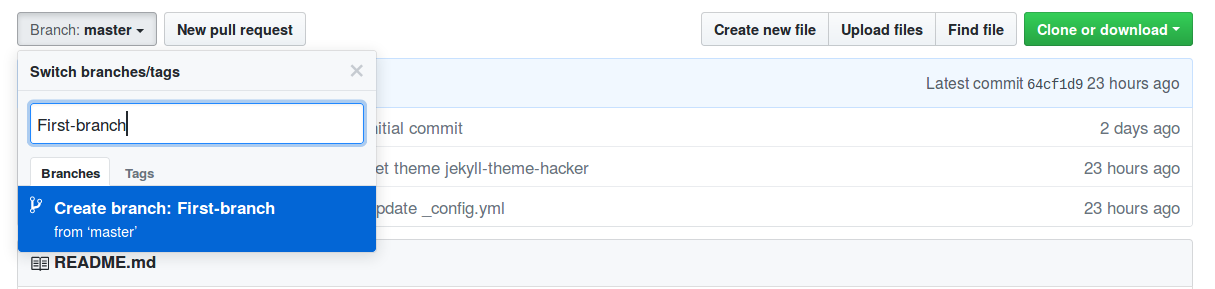 Branch: master New pull request Create new file Upload files Find file Clone or download
Switch branches/tags
Latest commit 64cf1d9 23 hours ago
First-branch
nitial commit 2 days ago
Branches Tags
et theme jekyll-theme-hacker 23 hours ago
Create branch: First-branch
pdate _config.yml 23 hours ago
from ‘master’
README.md